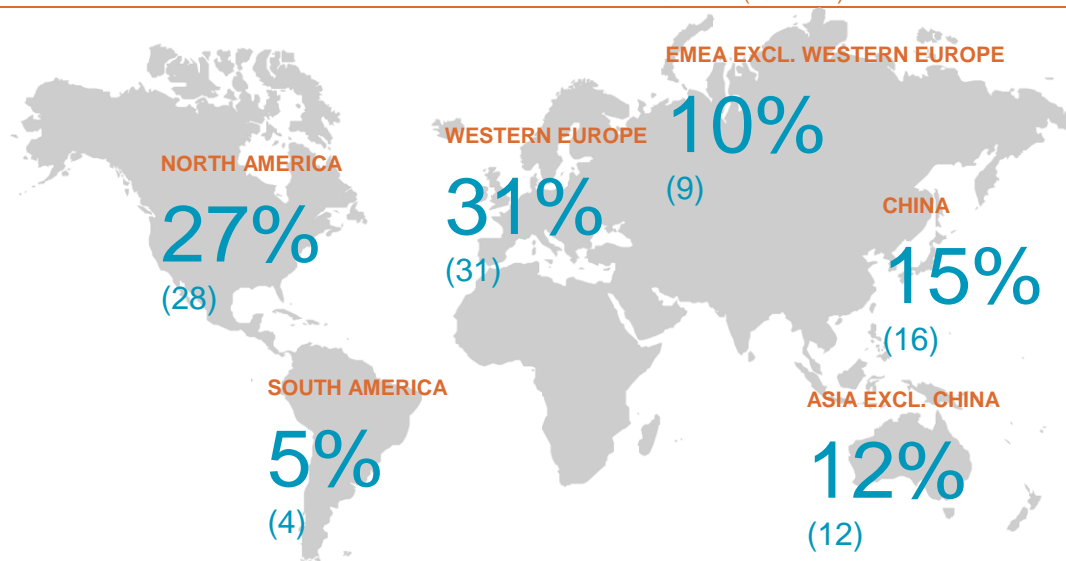 EMEA EXCL. WESTERN EUROPE
10%
(9)
WESTERN EUROPE
31%
(31)
NORTH AMERICA
27%
(28)
CHINA
15%
(16)
SOUTH AMERICA
5%
(4)
ASIA EXCL. CHINA
12%
(12)